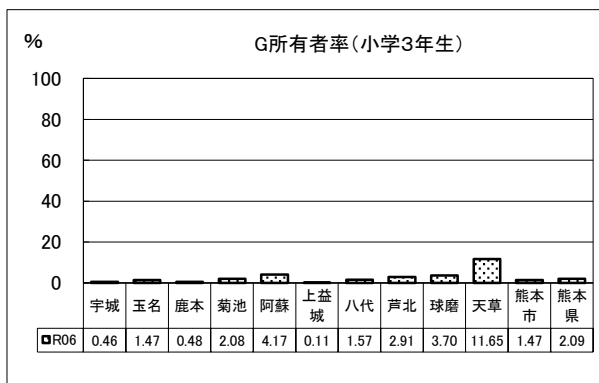 %
G所有者率(小学3年生)
100
80
60
40
20
0
宇城 玉名 鹿本 菊池 阿蘇 上益城 八代 芦北 球磨 天草 熊本市 熊本県
R06 0.46 1.47 0.48 2.08 4.17 0.11 1.57 2.91 3.70 11.65 1.47 2.09